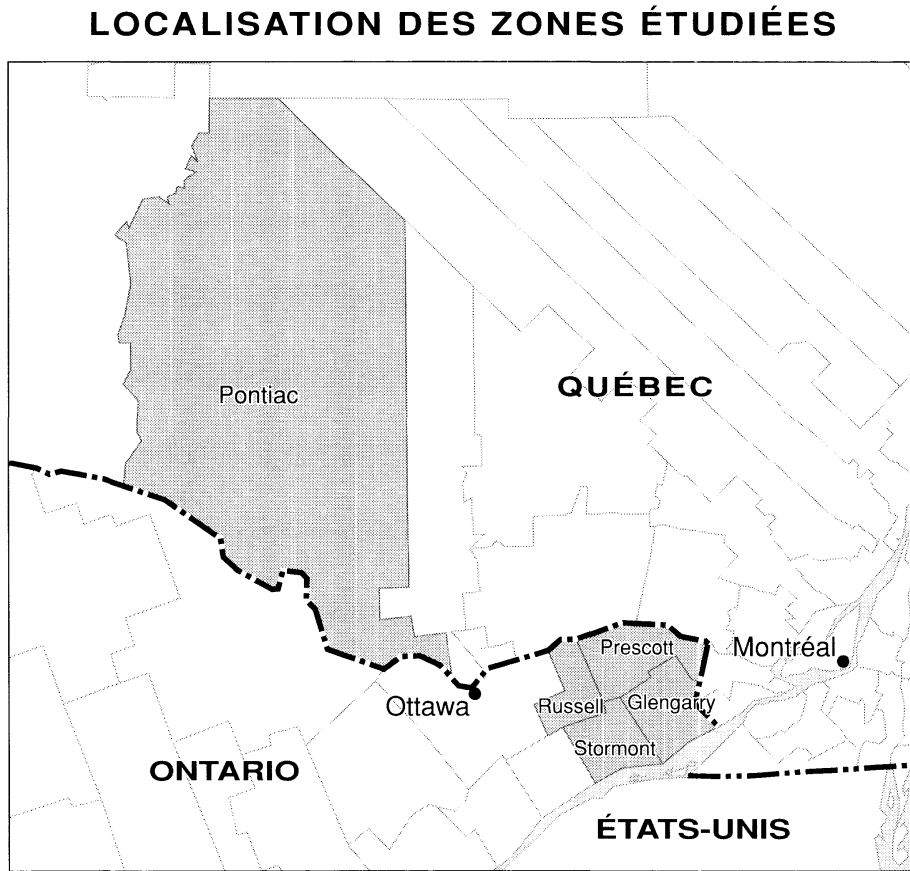 LOCALISATION DES ZONES ÉTUDIÉES
Pontiac
QUÉBEC
Prescott
Montréal
Ottawa
Russell
Glengarry
Stormont
ONTARIO
ÉTATS-UNIS